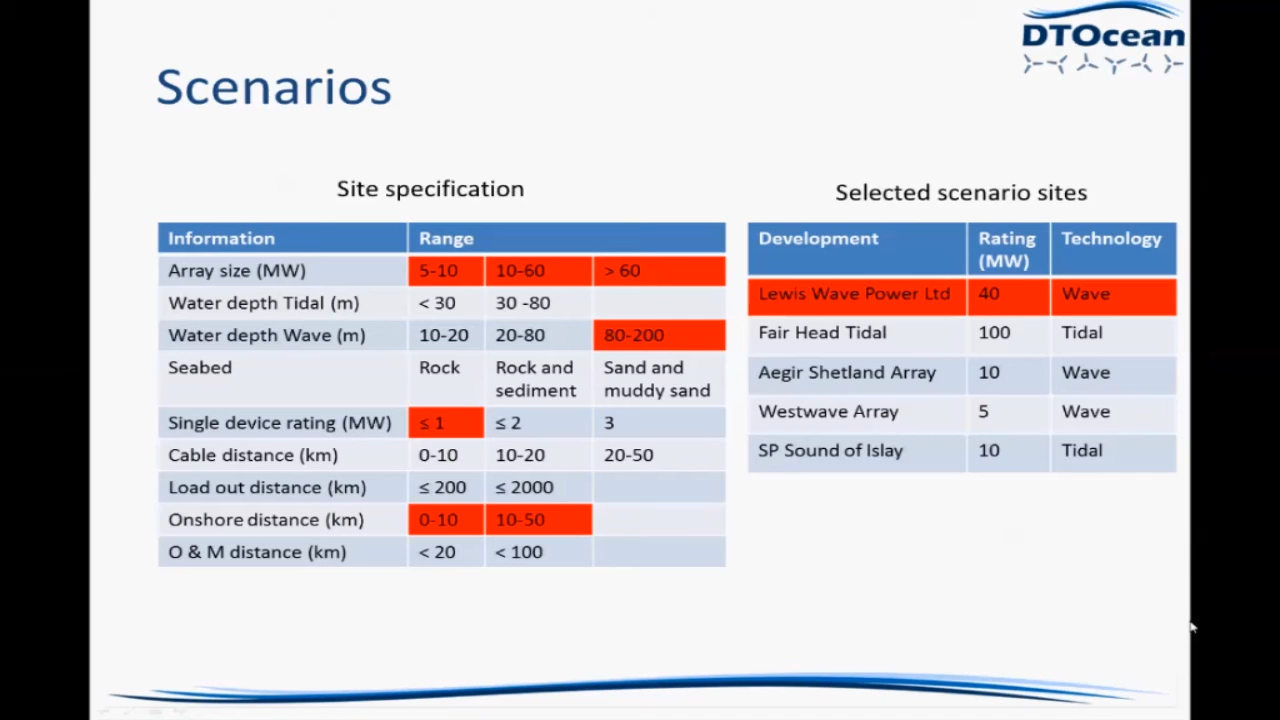 DTOcean
Scenarios
Site specification
Information Range
Array size (MW) 5-10 10-60 > 60
Water depth Tidal (m) < 30 30 -80
Water depth Wave (m) 10-20 20-80 80-200
Seabed Rock Rock and sediment Sand and muddy sand
Single device rating (MW) ≤ 1 ≤ 2 3
Cable distance (km) 0-10 10-20 20-50
Load out distance (km) ≤ 200 ≤ 2000
Onshore distance (km) 0-10 10-50
O & M distance (km) < 20 < 100
Selected scenario sites
Development Rating (MW) Technology
Lewis Wave Power Ltd 40 Wave
Fair Head Tidal 100 Tidal
Aegir Shetland Array 10 Wave
Westwave Array 5 Wave
SP Sound of Islay 10 Tidal